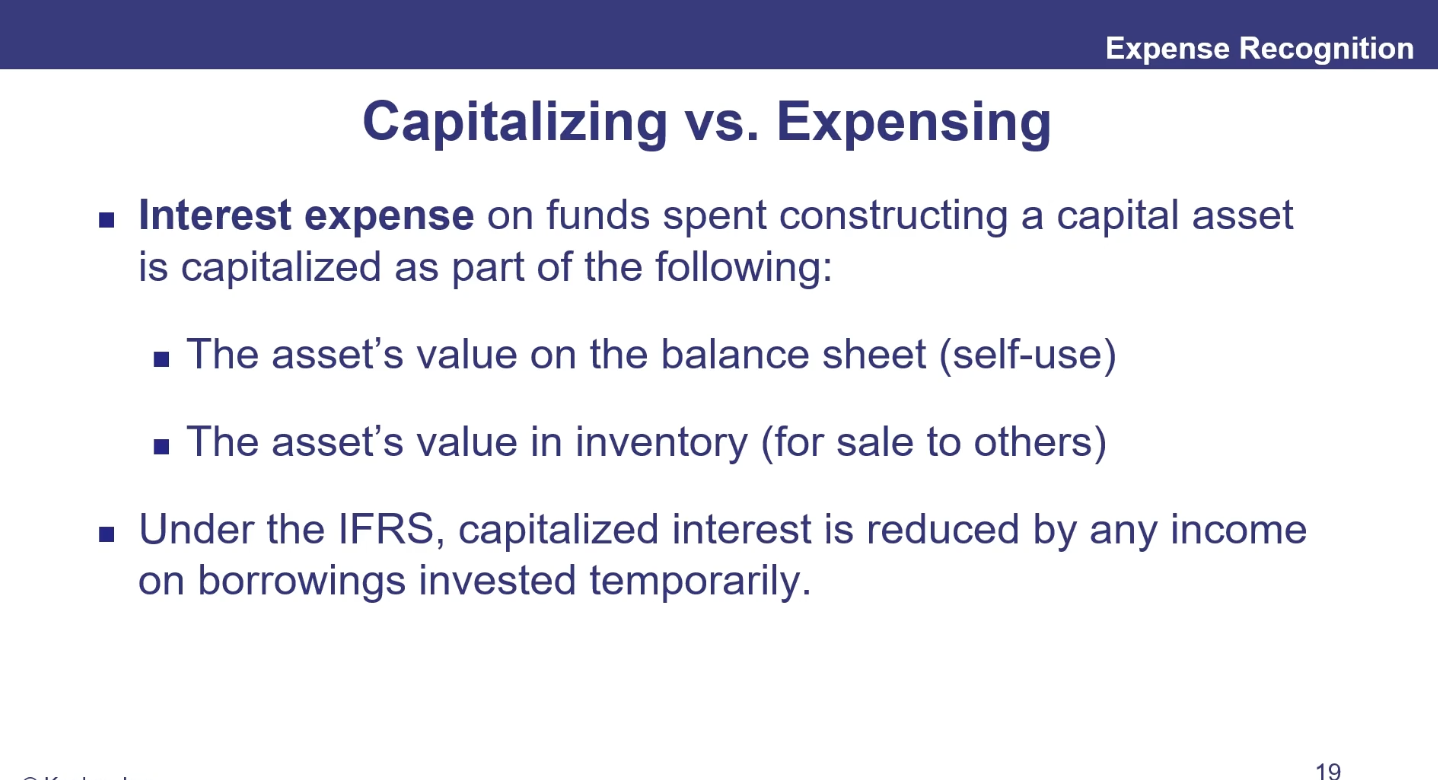 Expense Recognition
Capitalizing vs. Expensing
Interest expense on funds spent constructing a capital asset
is capitalized as part of the following:
The asset’s value on the balance sheet (self-use)
The asset’s value in inventory (for sale to others)
Under the IFRS, capitalized interest is reduced by any income
on borrowings invested temporarily.
19